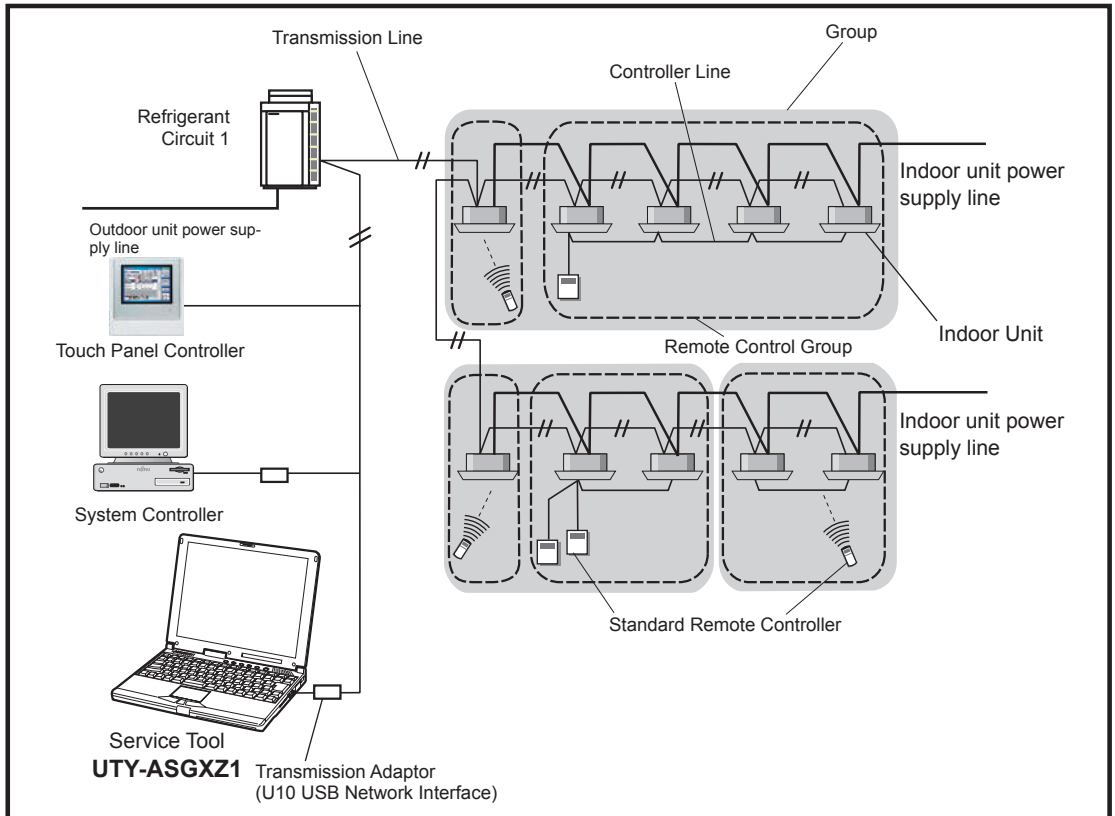 Transmission Line
Group
Controller Line
Refrigerant
Circuit 1
Indoor unit power
supply line
Outdoor unit power sup-
ply line
Touch Panel Controller
Remote Control Group
Indoor Unit
Indoor unit power
supply line
System Controller
Standard Remote Controller
Service Tool
UTY-ASGXZ1
Transmission Adaptor
(U10 USB Network Interface)